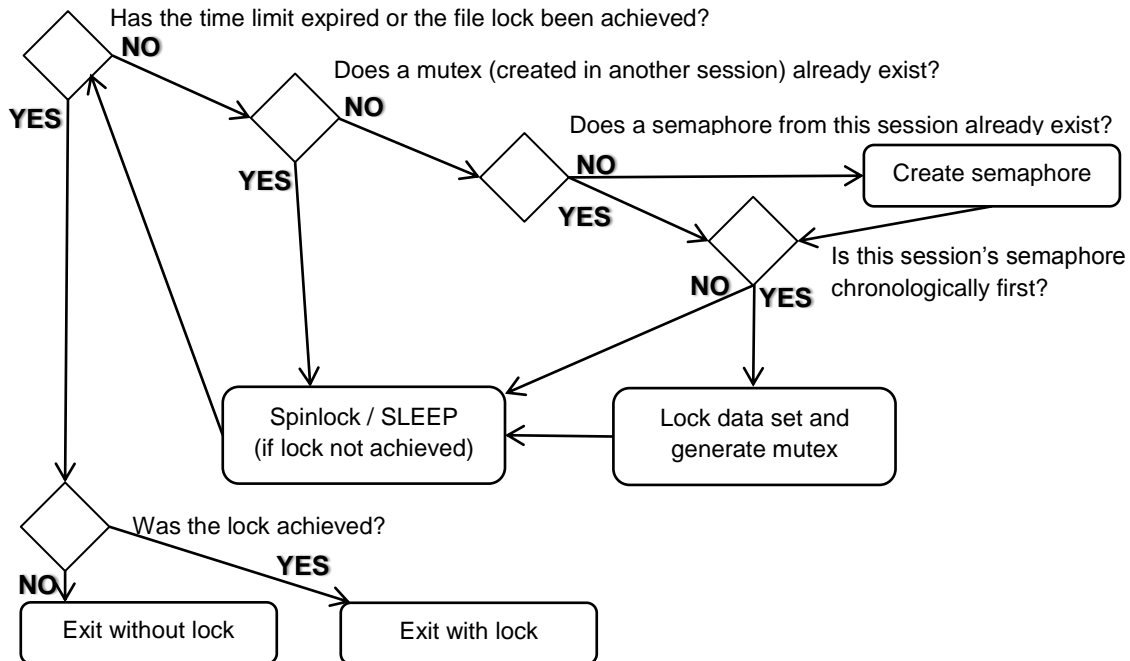 Has the time limit expired or the file lock been achieved?
NO
Does a mutex (created in another session) already exist?
YES
NO
Does a semaphore from this session already exist?
NO
Create semaphore
YES
YES
Is this session's semaphore
chronologically first?
NO
YES
Spinlock / SLEEP
(if lock not achieved)
Lock data set and
generate mutex
Was the lock achieved?
YES
NO
Exit without lock
Exit with lock